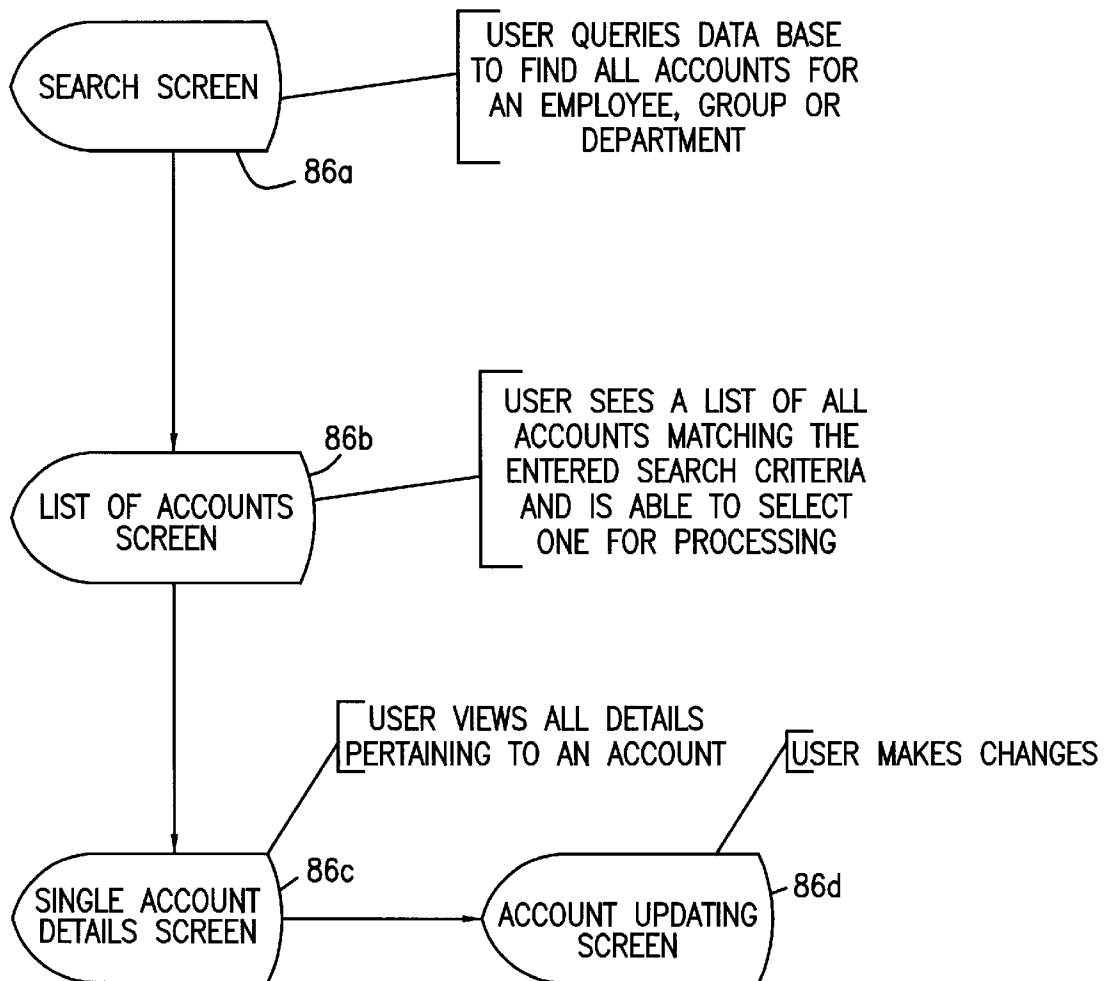 SEARCH SCREEN
86a
USER QUERIES DATA BASE
TO FIND ALL ACCOUNTS FOR
AN EMPLOYEE, GROUP OR
DEPARTMENT
LIST OF ACCOUNTS
SCREEN
86b
USER SEES A LIST OF ALL
ACCOUNTS MATCHING THE
ENTERED SEARCH CRITERIA
AND IS ABLE TO SELECT
ONE FOR PROCESSING
USER VIEWS ALL DETAILS
PERTAINING TO AN ACCOUNT
USER MAKES CHANGES
SINGLE ACCOUNT
DETAILS SCREEN
86c
ACCOUNT UPDATING
SCREEN
86d